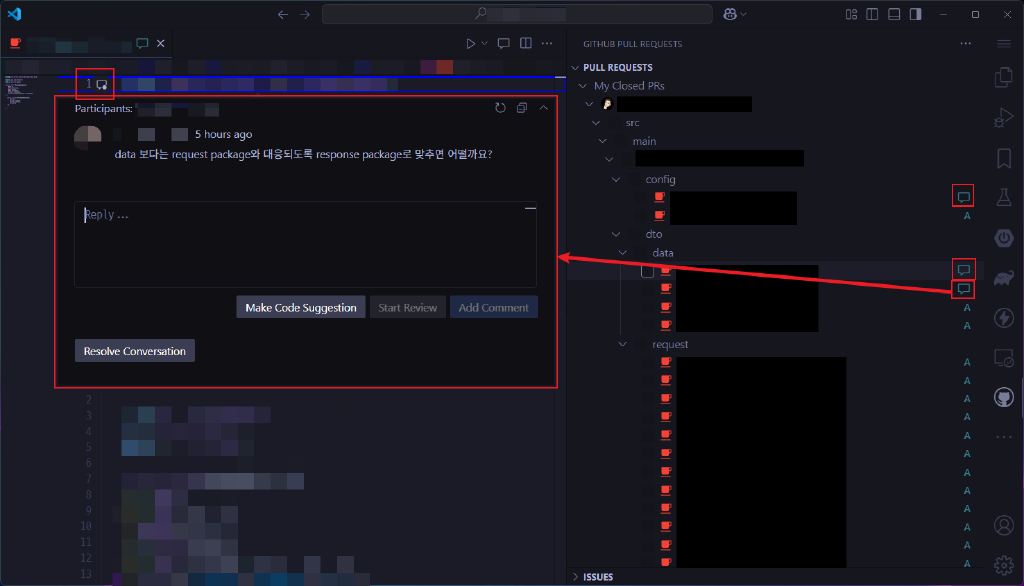 GITHUB PULL REQUESTS
PULL REQUESTS
My Closed PRs
src
main
config
A
dto
data
A
A
request
A
A
A
A
A
A
A
A
A
A
A
A
ISSUES
1
Participants:
5 hours ago
data 보다는 request package와 대응되도록 response package로 맞추면 어떨까요?
Reply...
Make Code Suggestion
Start Review
Add Comment
Resolve Conversation
2
3
4
5
6
7
8
9
10
11
12
13